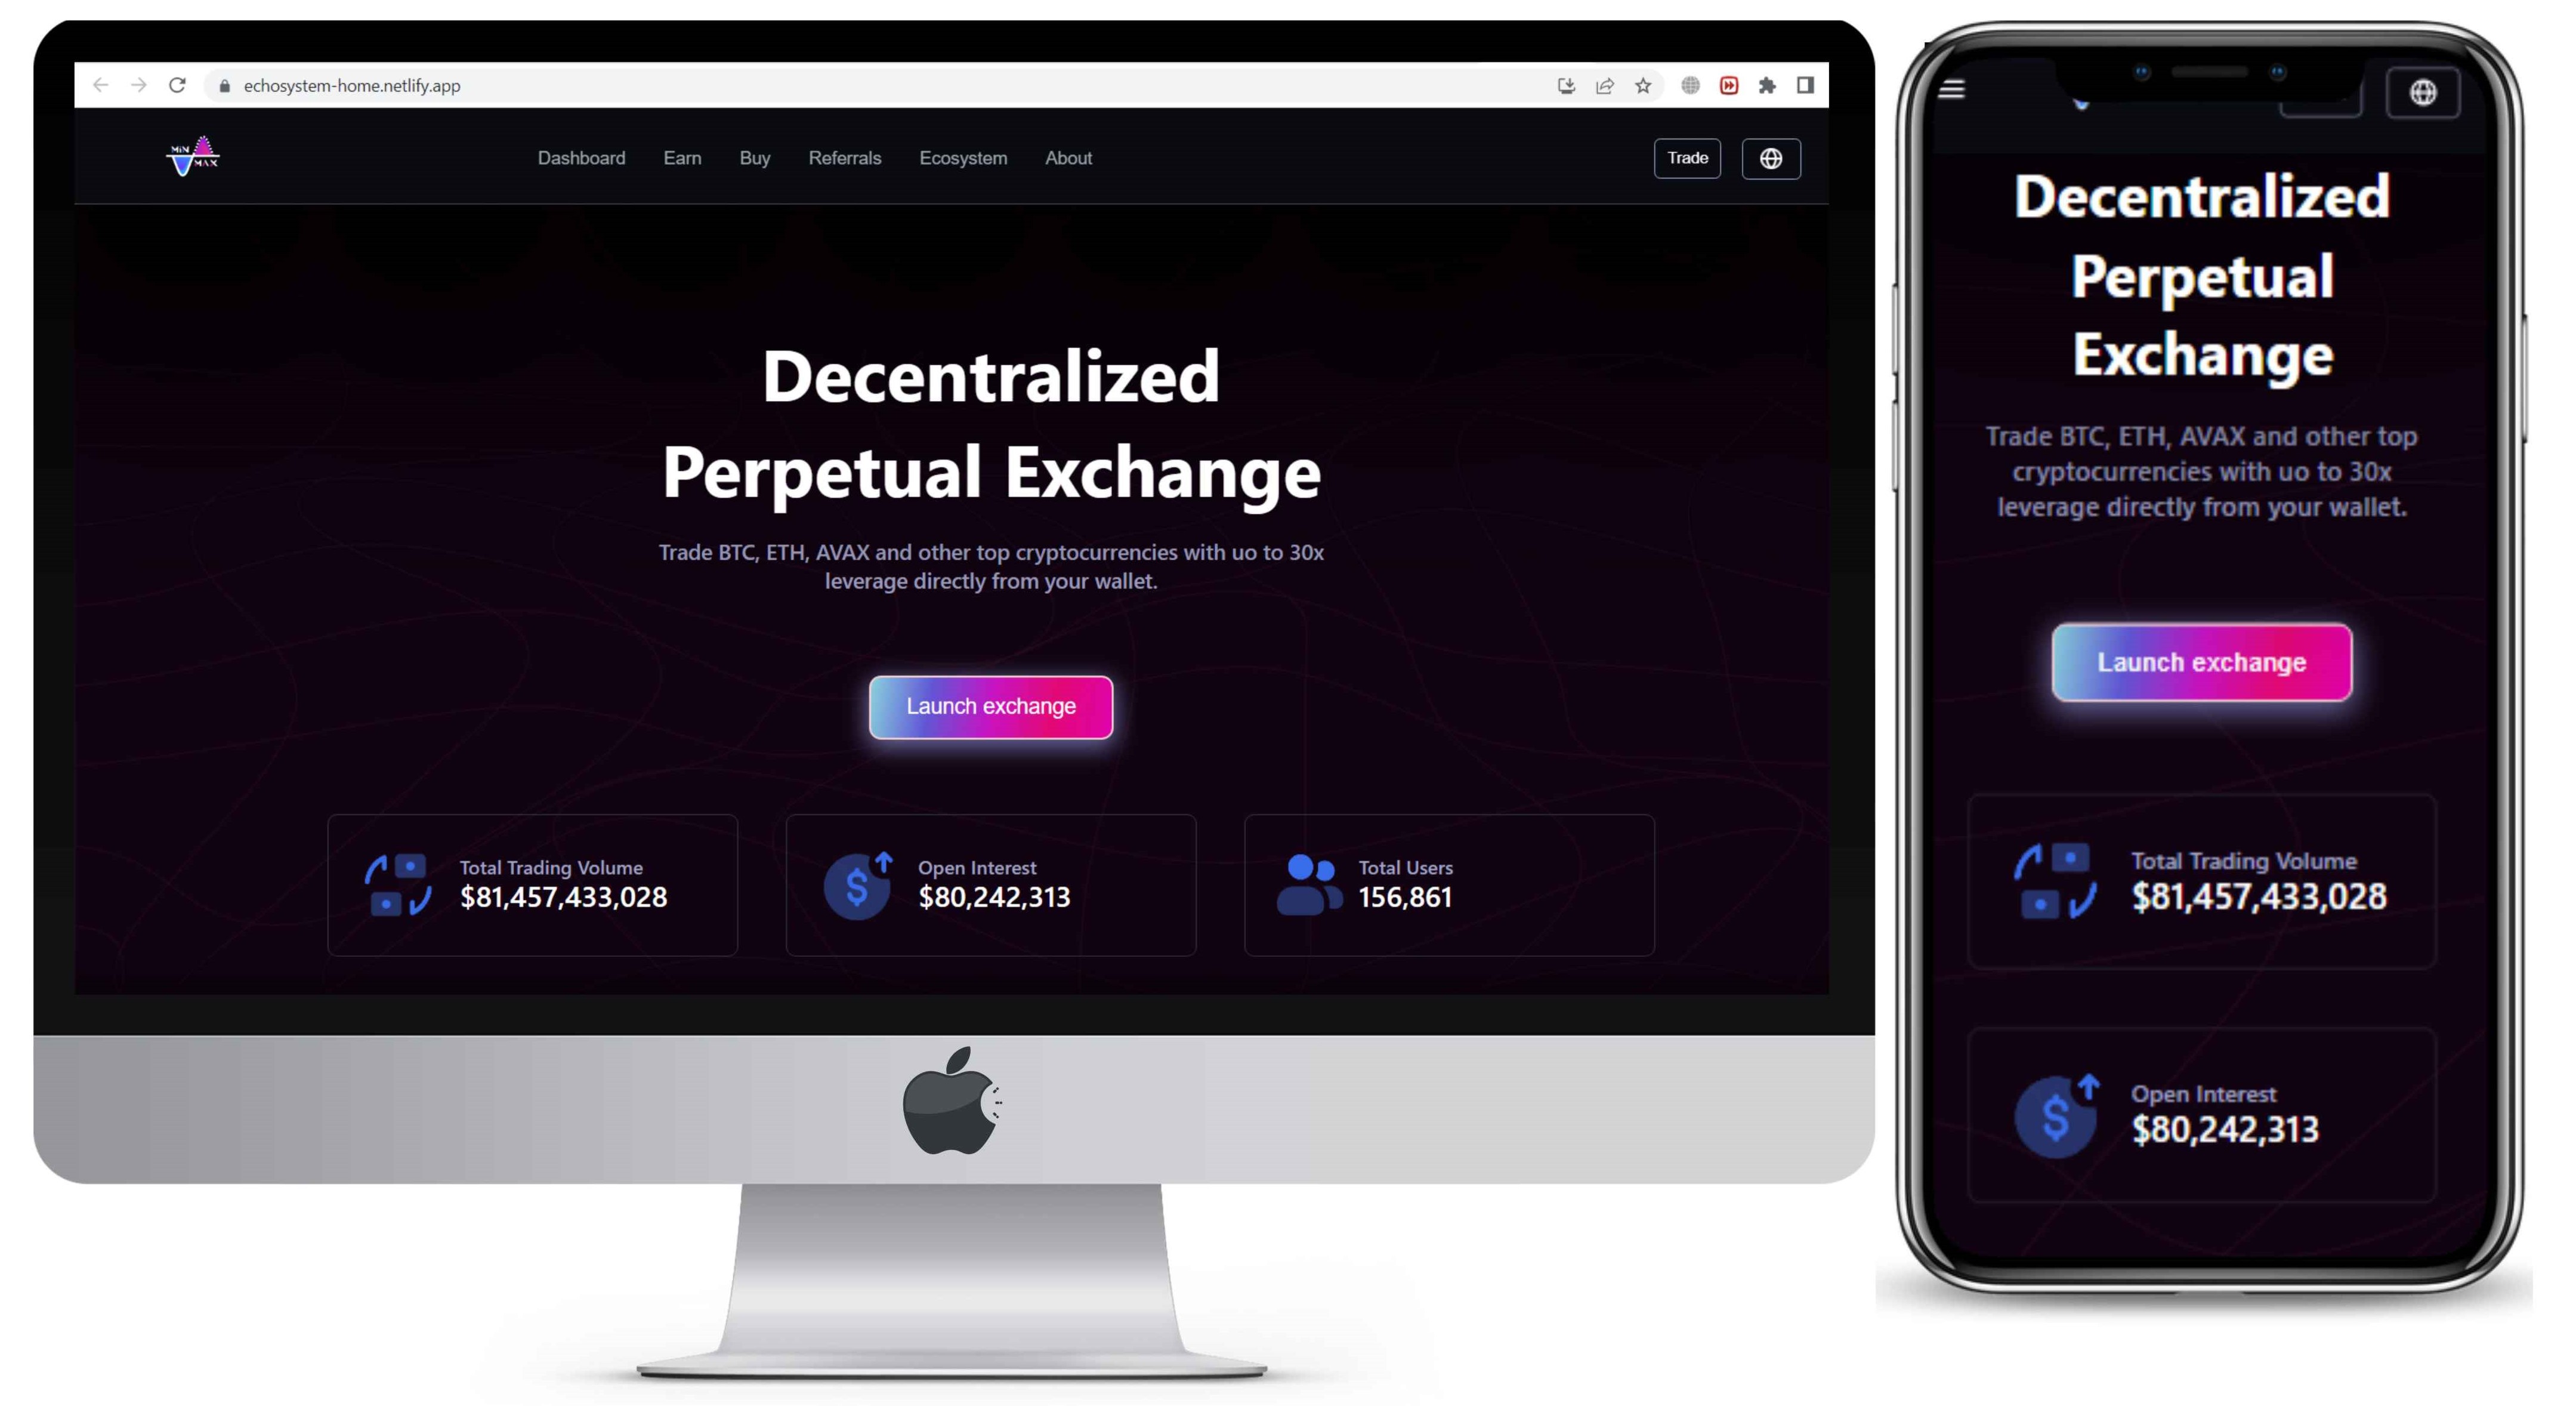 echosystem-home.netlify.app
MIN
MAX
Dashboard
Earn
Buy
Referrals
Ecosystem
About
Trade
Decentralized
Perpetual Exchange
Trade BTC, ETH, AVAX and other top cryptocurrencies with uo to 30x
leverage directly from your wallet.
Launch exchange
Total Trading Volume
$81,457,433,028
Open Interest
$80,242,313
Total Users
156,861
Decentralized
Perpetual
Exchange
Trade BTC, ETH, AVAX and other top
cryptocurrencies with uo to 30x
leverage directly from your wallet.
Launch exchange
Total Trading Volume
$81,457,433,028
Open Interest
$80,242,313